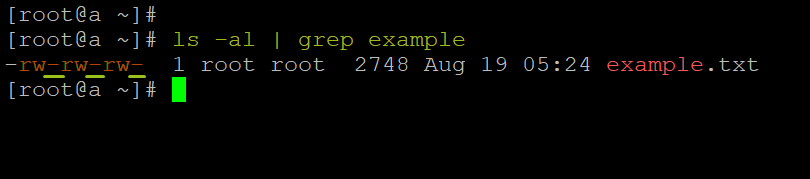 [root@a ~]#
[root@a ~]# ls -al | grep example
-rw-rw-rw-  1 root root  2748 Aug 19 05:24 example.txt
[root@a ~]#